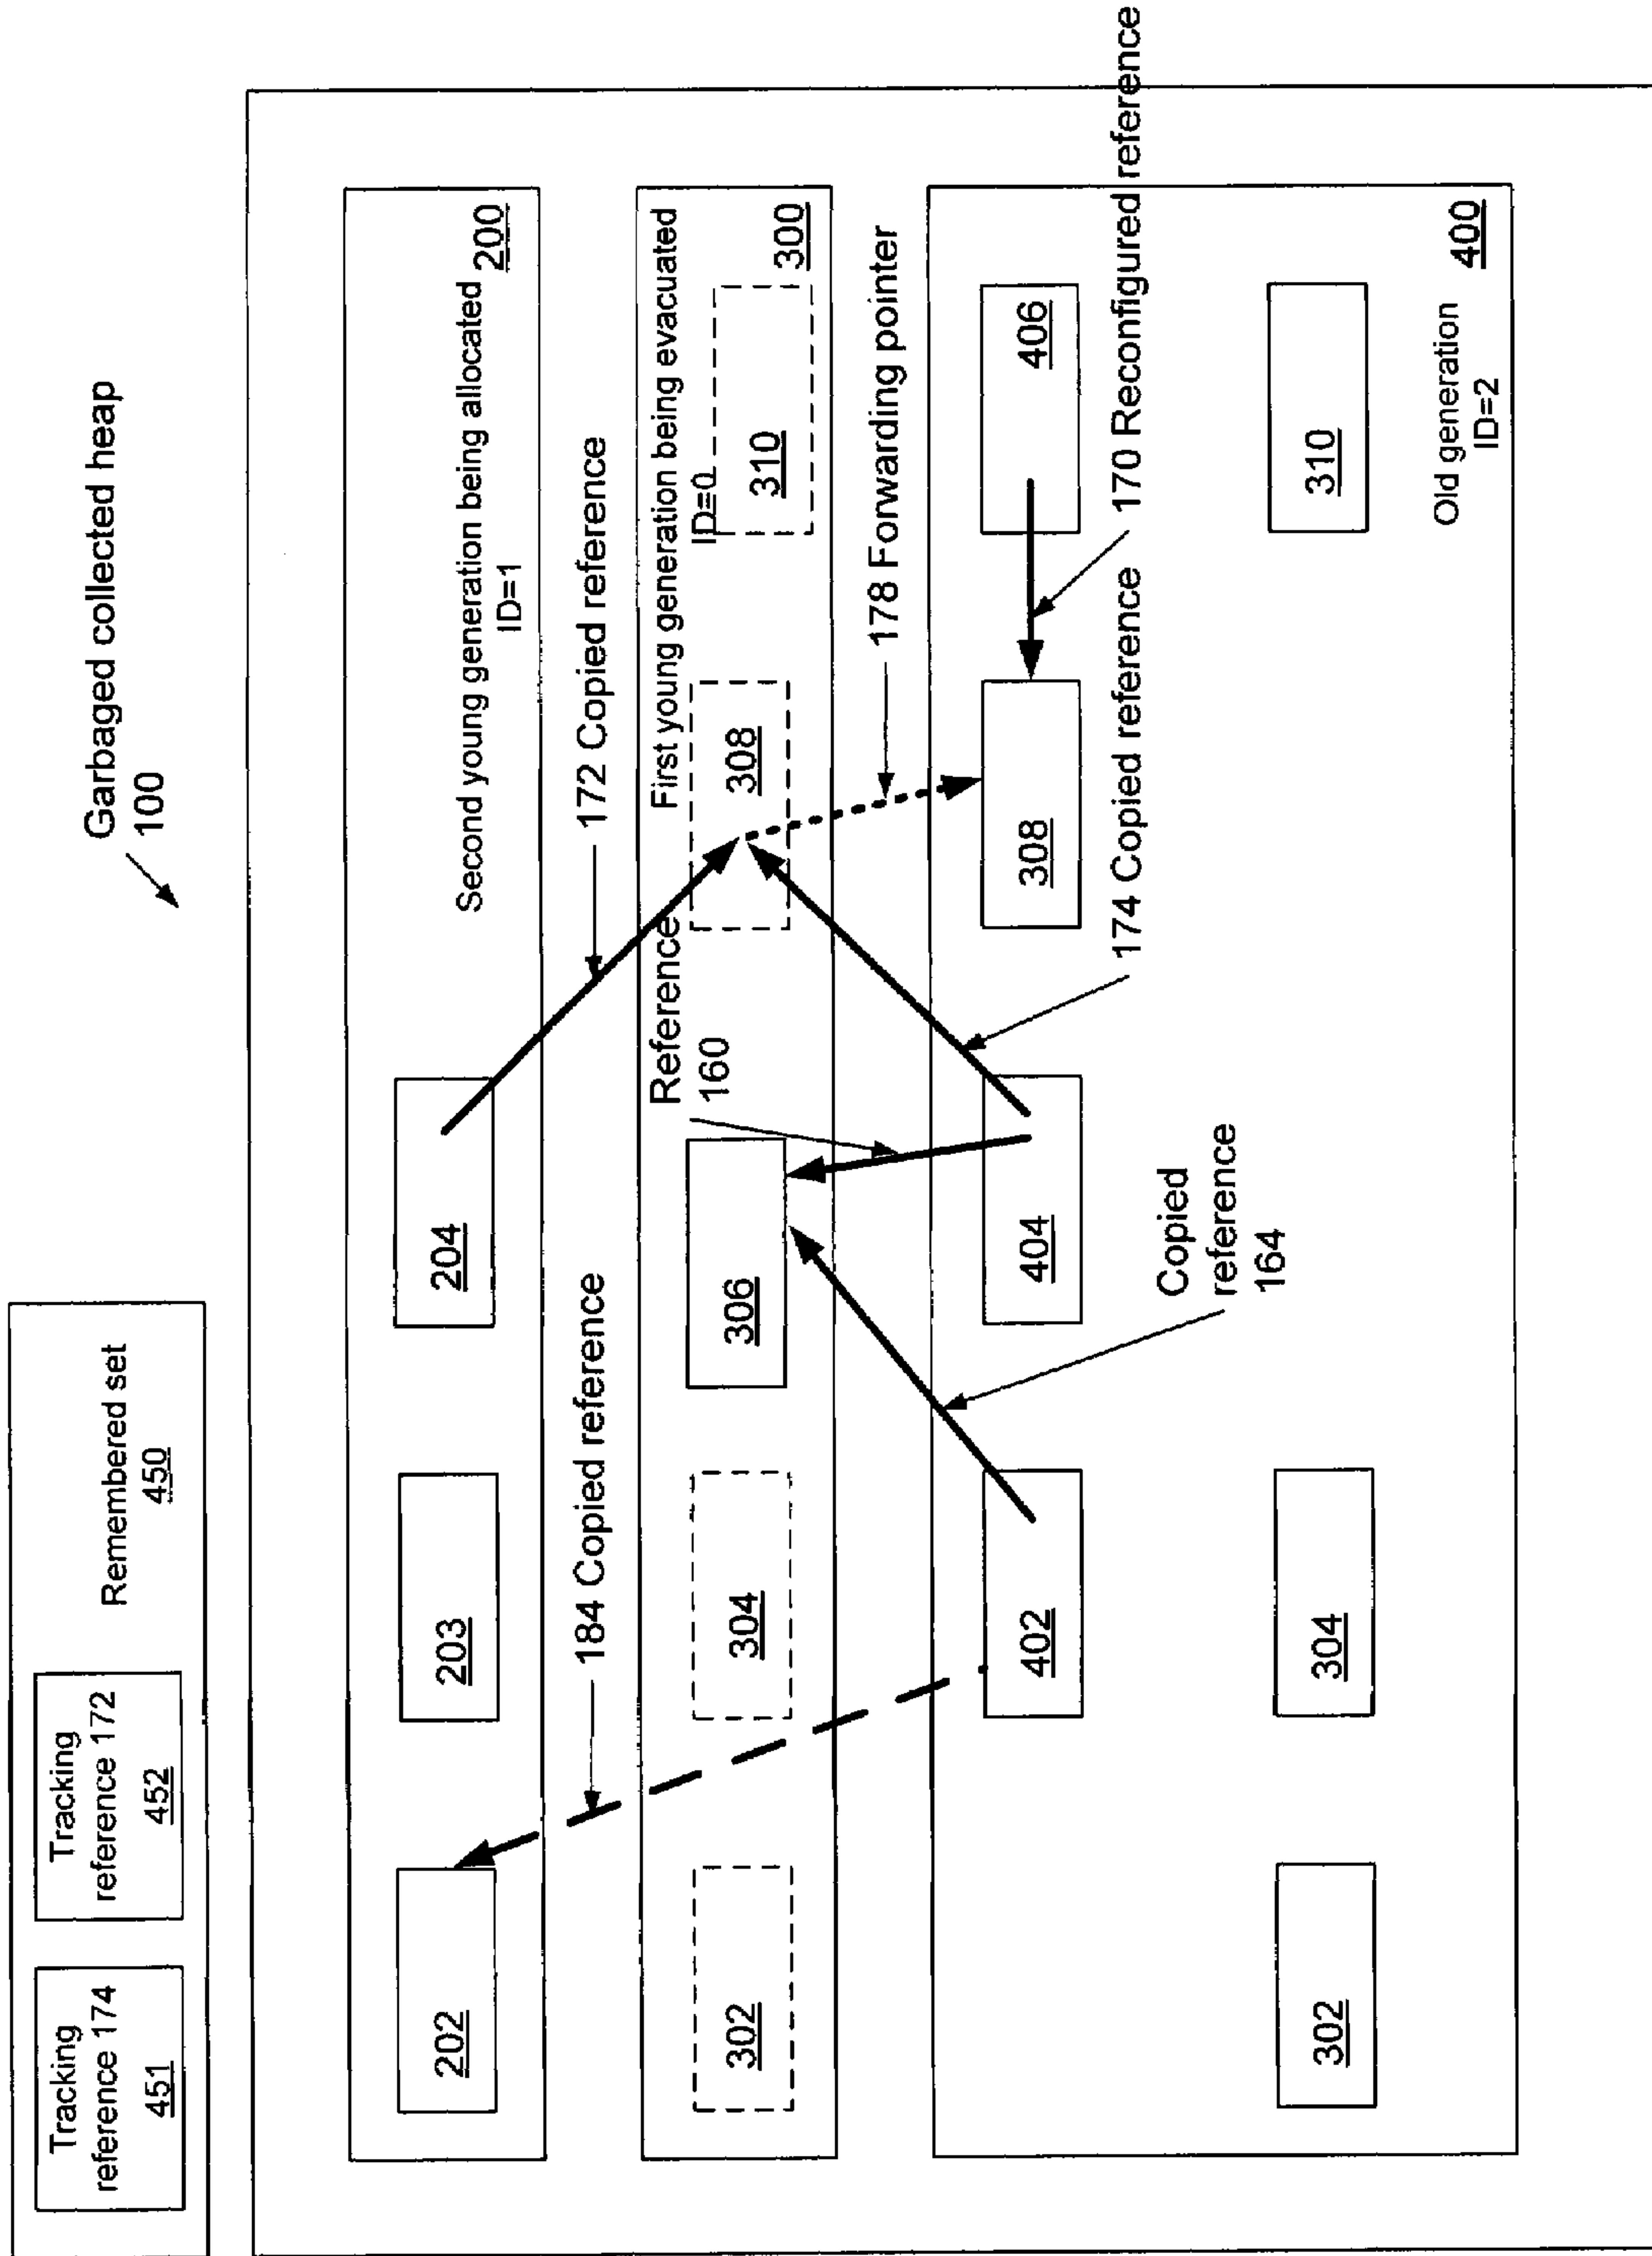 Tracking
reference 174
451
Tracking
reference 172
452
Remembered set
450
Garbaged collected heap
100
202
203
204
Second young generation being allocated
ID=1
200
184 Copied reference
172 Copied reference
302
304
306
Reference
160
308
First young generation being evacuated
ID=0
310
300
178 Forwarding pointer
402
404
308
406
Copied
reference
164
174 Copied reference
170 Reconfigured reference
302
304
310
Old generation
ID=2
400